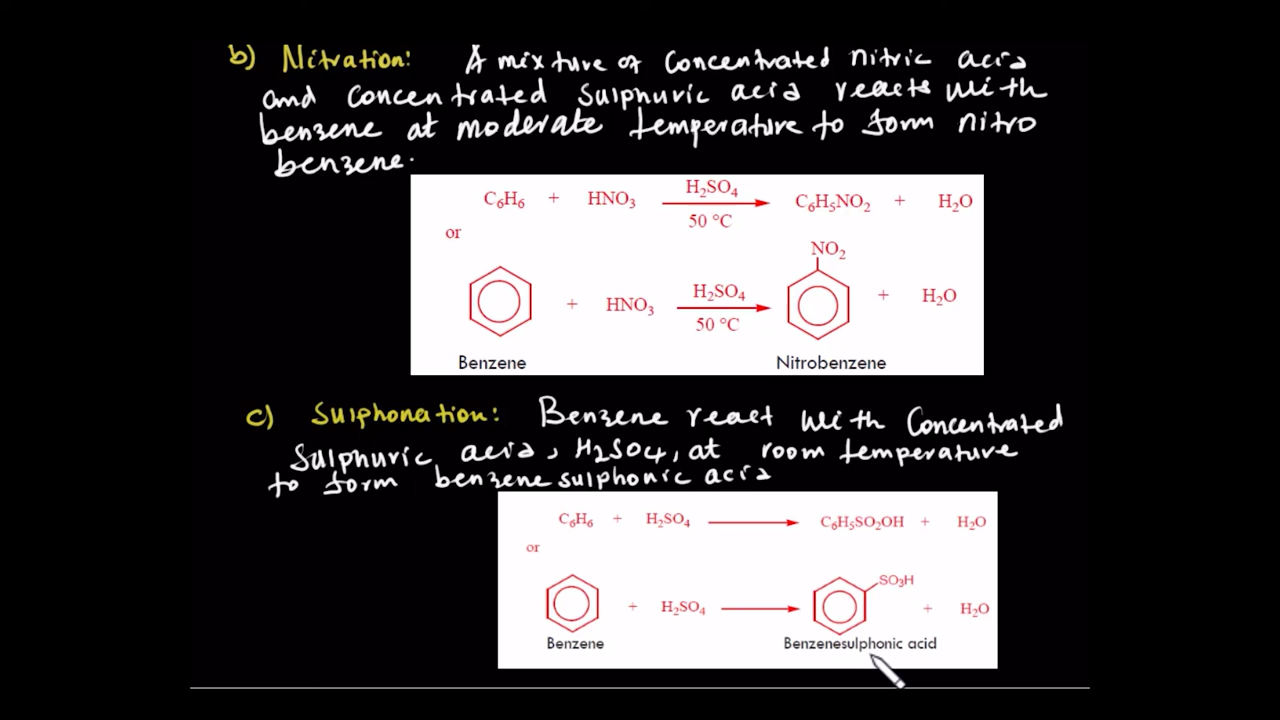 b) Nitration: A mixture of concentrated nitric acid
and concentrated sulphuric acid reacts with
benzene at moderate temperature to form nitro
benzene.
C₆H₆ + HNO₃ H₂SO₄ 50 °C C₆H₅NO₂ + H₂O
or
NO₂
+ HNO₃ H₂SO₄ 50 °C + H₂O
Benzene Nitrobenzene
c) Sulphonation: Benzene react with Concentrated
Sulphuric acid, H₂SO₄, at room temperature
to form benzene sulphonic acid
C₆H₆ + H₂SO₄ ⟶ C₆H₅SO₂OH + H₂O
or
SO₃H
+ H₂SO₄ ⟶ + H₂O
Benzene Benzenesulphonic acid